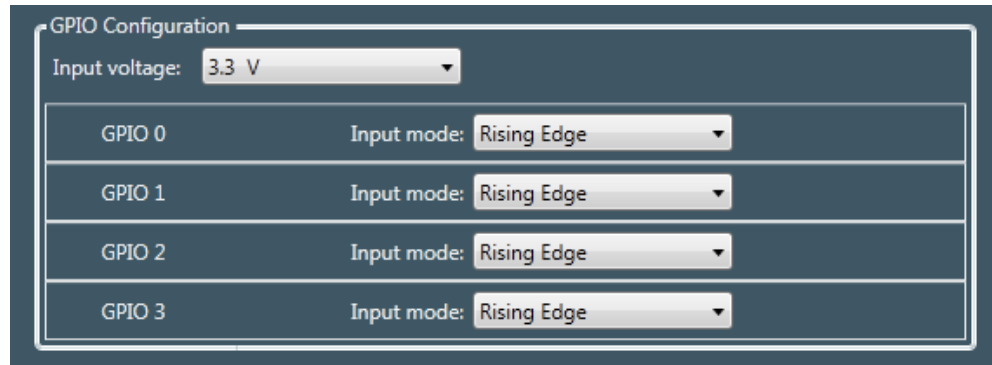 GPIO Configuration
Input voltage: 3.3 V
GPIO 0 Input mode: Rising Edge
GPIO 1 Input mode: Rising Edge
GPIO 2 Input mode: Rising Edge
GPIO 3 Input mode: Rising Edge